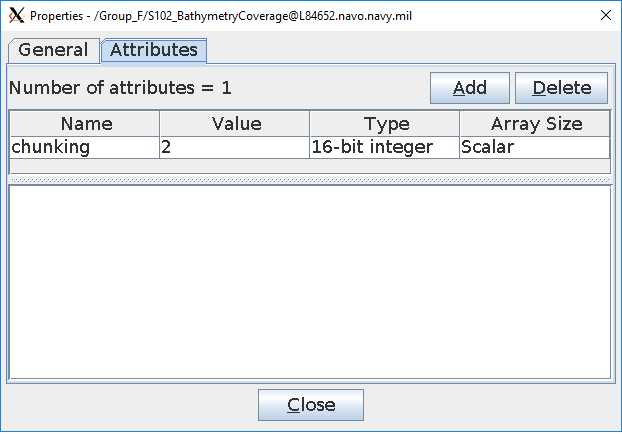 Properties - /Group_F/S102_BathymetryCoverage@L84652.navo.navy.mil
General Attributes
Number of attributes = 1 Add Delete
Name Value Type Array Size
chunking 2 16-bit integer Scalar
Close